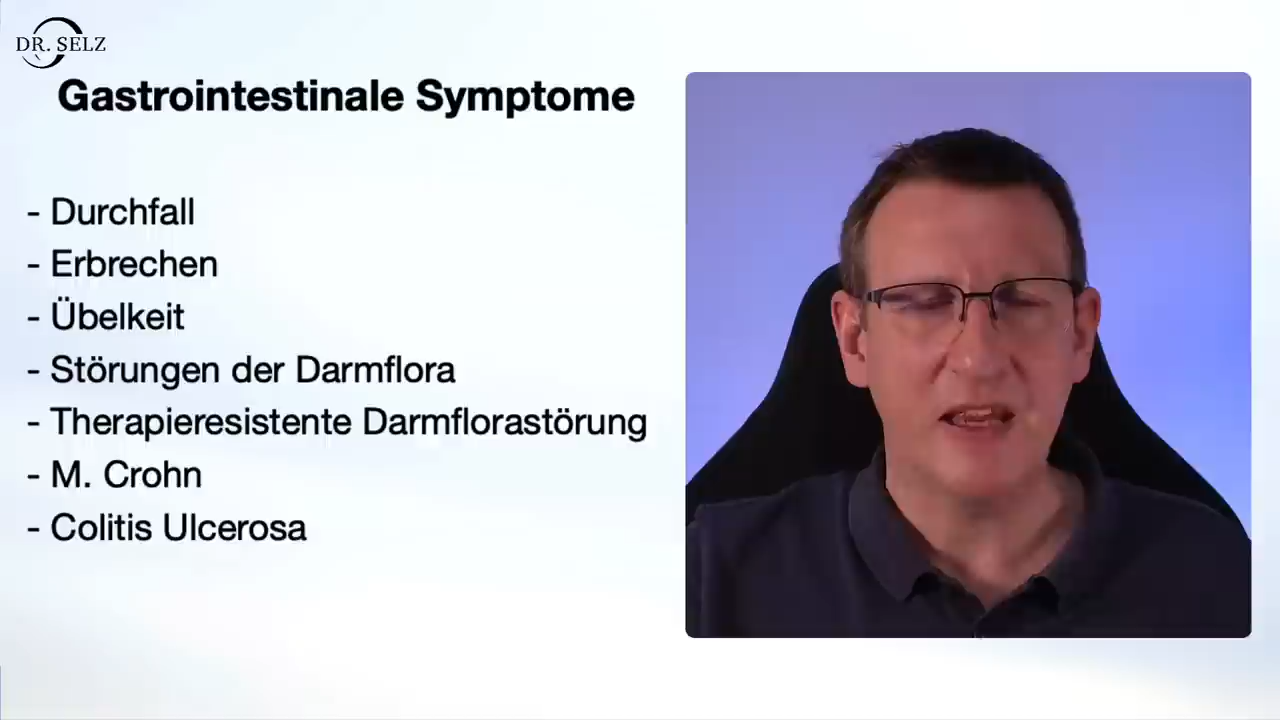 DR. SELZ
Gastrointestinale Symptome
- Durchfall
- Erbrechen
- Übelkeit
- Störungen der Darmflora
- Therapieresistente Darmflorastörung
- M. Crohn
- Colitis Ulcerosa